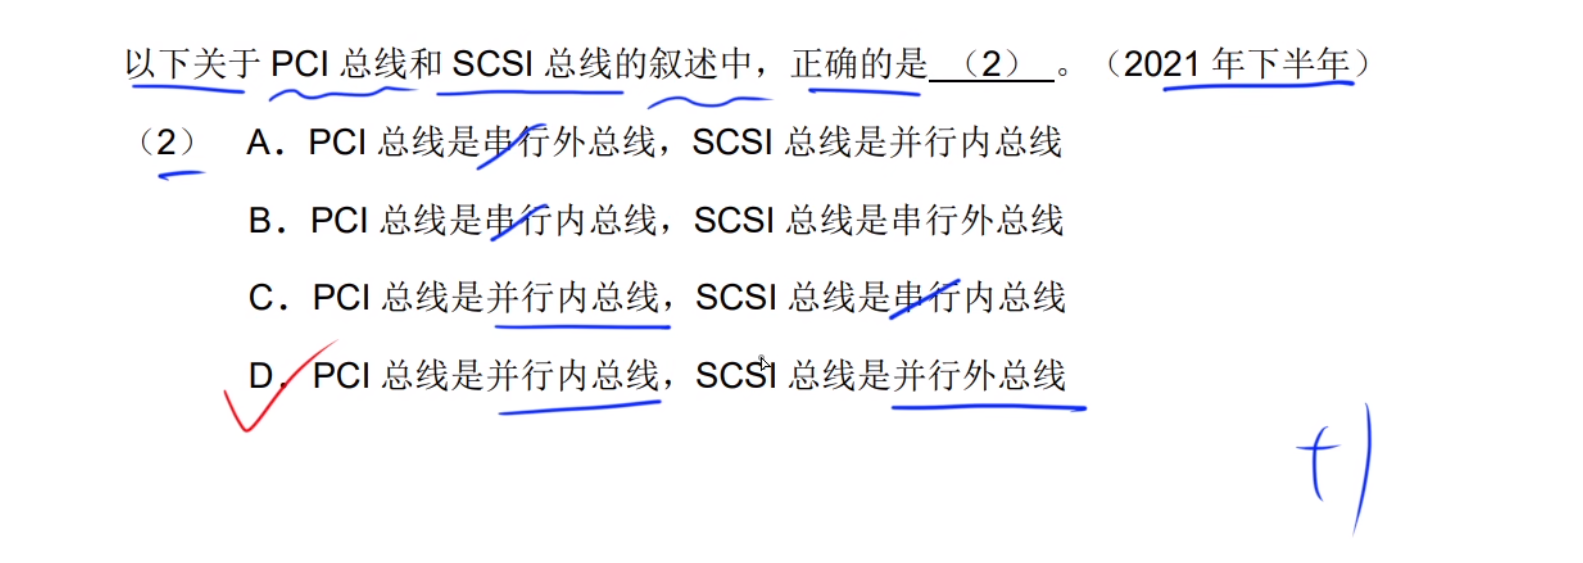 以下关于 PCI 总线和 SCSI 总线的叙述中，正确的是（2）。（2021 年下半年）
（2） A．PCI 总线是串行外总线，SCSI 总线是并行内总线
B．PCI 总线是串行内总线，SCSI 总线是串行外总线
C．PCI 总线是并行内总线，SCSI 总线是串行内总线
D．PCI 总线是并行内总线，SCSI 总线是并行外总线